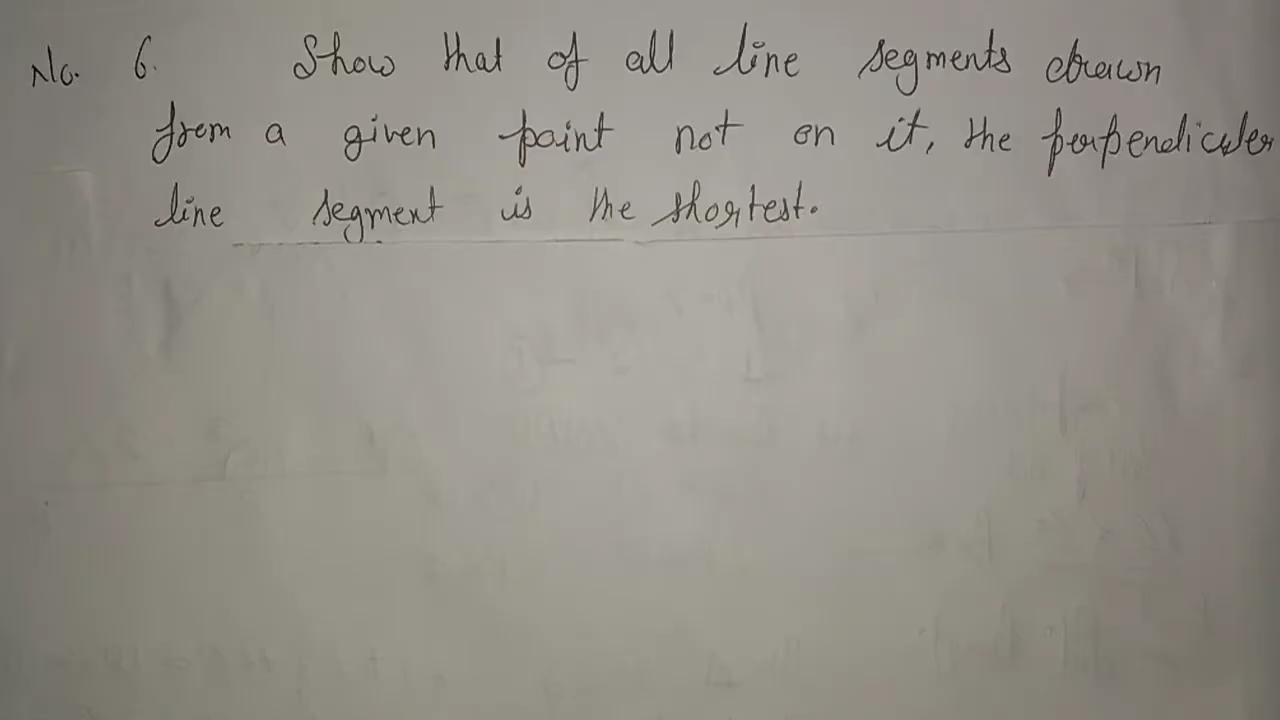 No. 6. Show that of all line segments drawn
from a given point not on it, the perpendicular
line segment is the shortest.